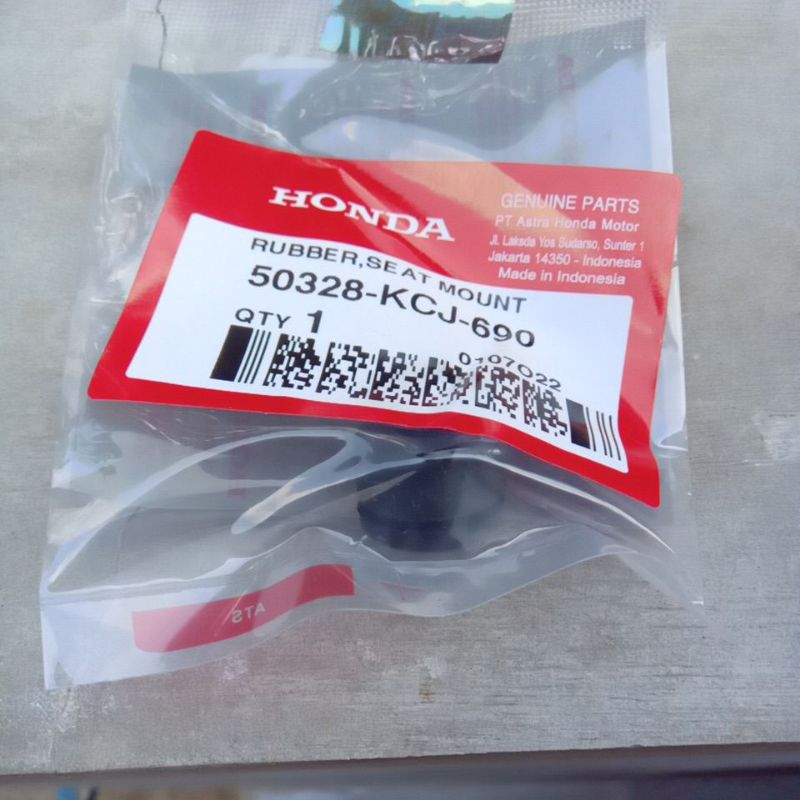 HONDA
GENUINE PARTS
PT Astra Honda Motor
Jl. Laksda Yos Sudarso, Sunter 1
Jakarta 14350 - Indonesia
Made in Indonesia
RUBBER,SEAT MOUNT
50328-KCJ-690
QTY 1
0107022
ATS